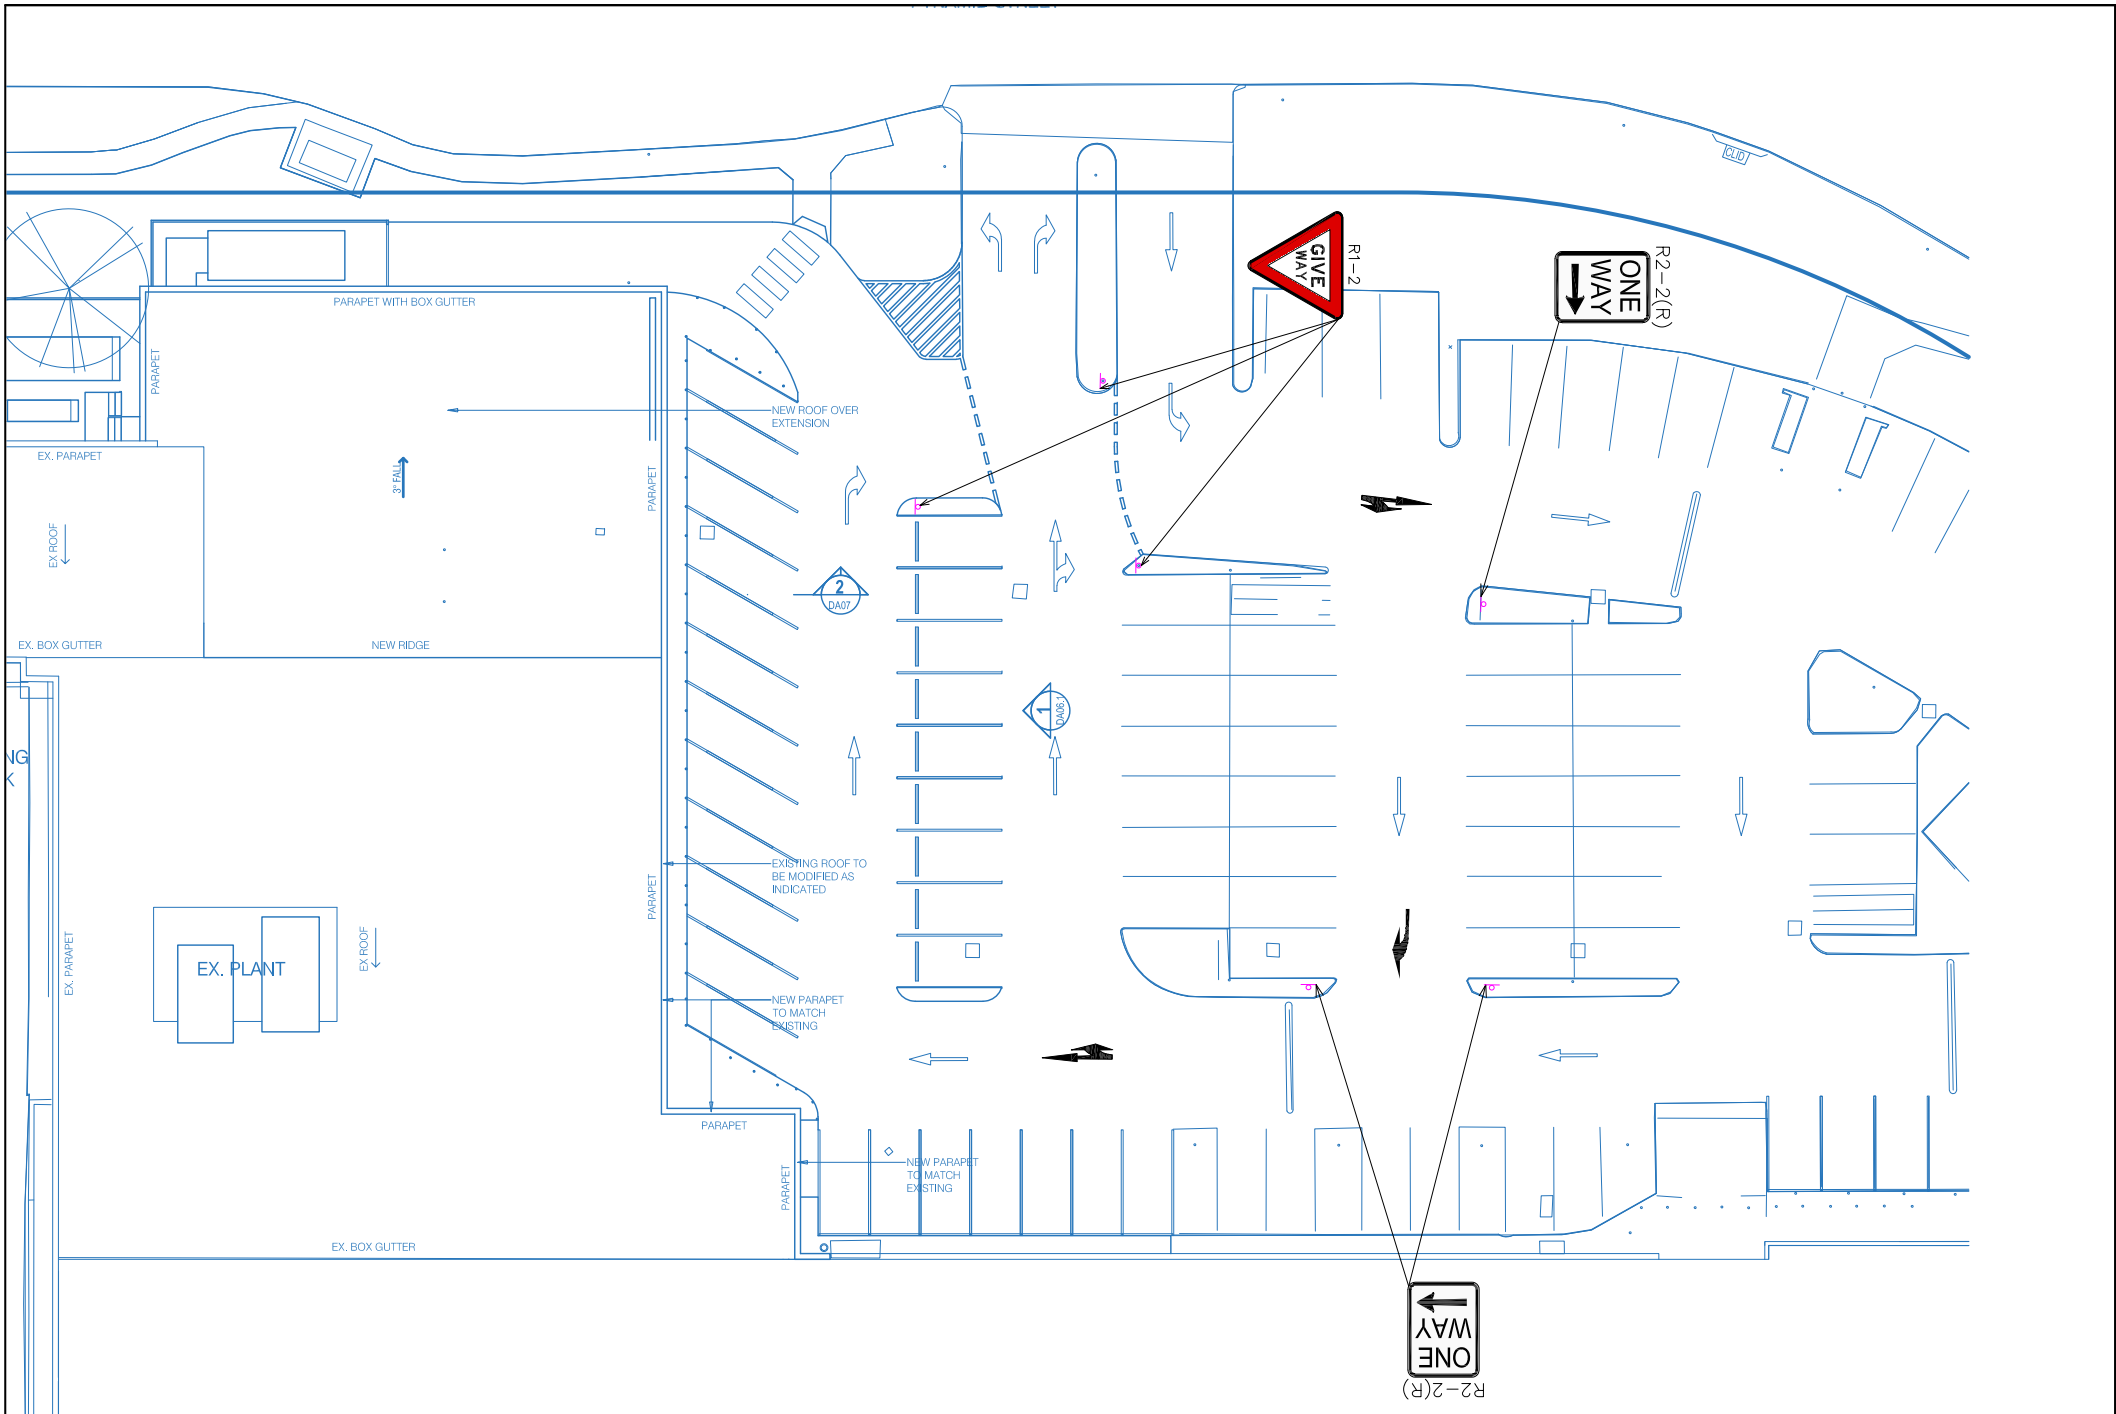 CLID
R1-2
GIVE
WAY
R2-2(R)
ONE
WAY
PARAPET WITH BOX GUTTER
PARAPET
NEW ROOF OVER
EXTENSION
EX. PARAPET
3° FALL
PARAPET
EX ROOF
2
DA07
EX. BOX GUTTER
NEW RIDGE
1
DA06.1
NG
K
EXISTING ROOF TO
BE MODIFIED AS
INDICATED
PARAPET
EX. PARAPET
EX. PLANT
EX ROOF
NEW PARAPET
TO MATCH
EXISTING
PARAPET
NEW PARAPET
TO MATCH
EXISTING
PARAPET
EX. BOX GUTTER
ONE
WAY
R2-2(R)